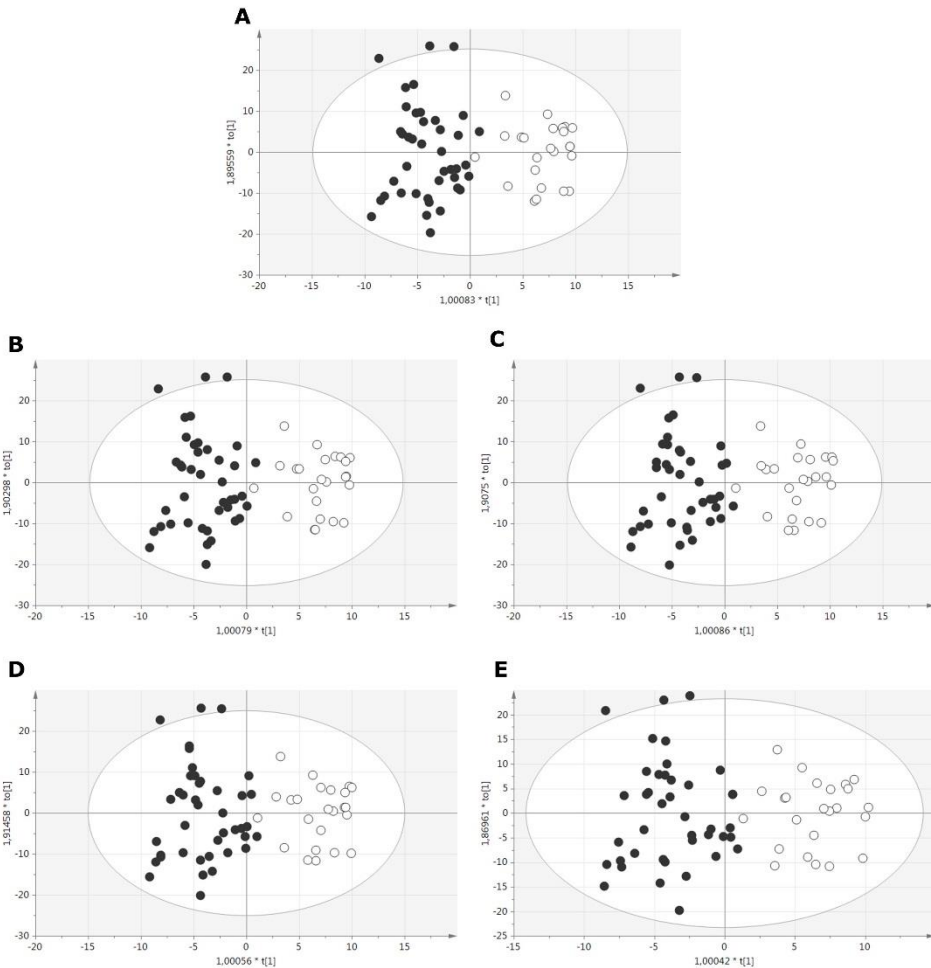 A
1,89559 * to[1]
20
10
0
-10
-20
-30
-20 -15 -10 -5 0 5 10 15
1,00083 * t[1]
B
1,90298 * to[1]
20
10
0
-10
-20
-30
-20 -15 -10 -5 0 5 10 15
1,00079 * t[1]
C
1,9075 * to[1]
20
10
0
-10
-20
-30
-20 -15 -10 -5 0 5 10 15
1,00086 * t[1]
D
1,91458 * to[1]
20
10
0
-10
-20
-30
-20 -15 -10 -5 0 5 10 15
1,00056 * t[1]
E
1,86961 * to[1]
20
15
10
5
0
-5
-10
-15
-20
-25
-15 -10 -5 0 5 10
1,00042 * t[1]